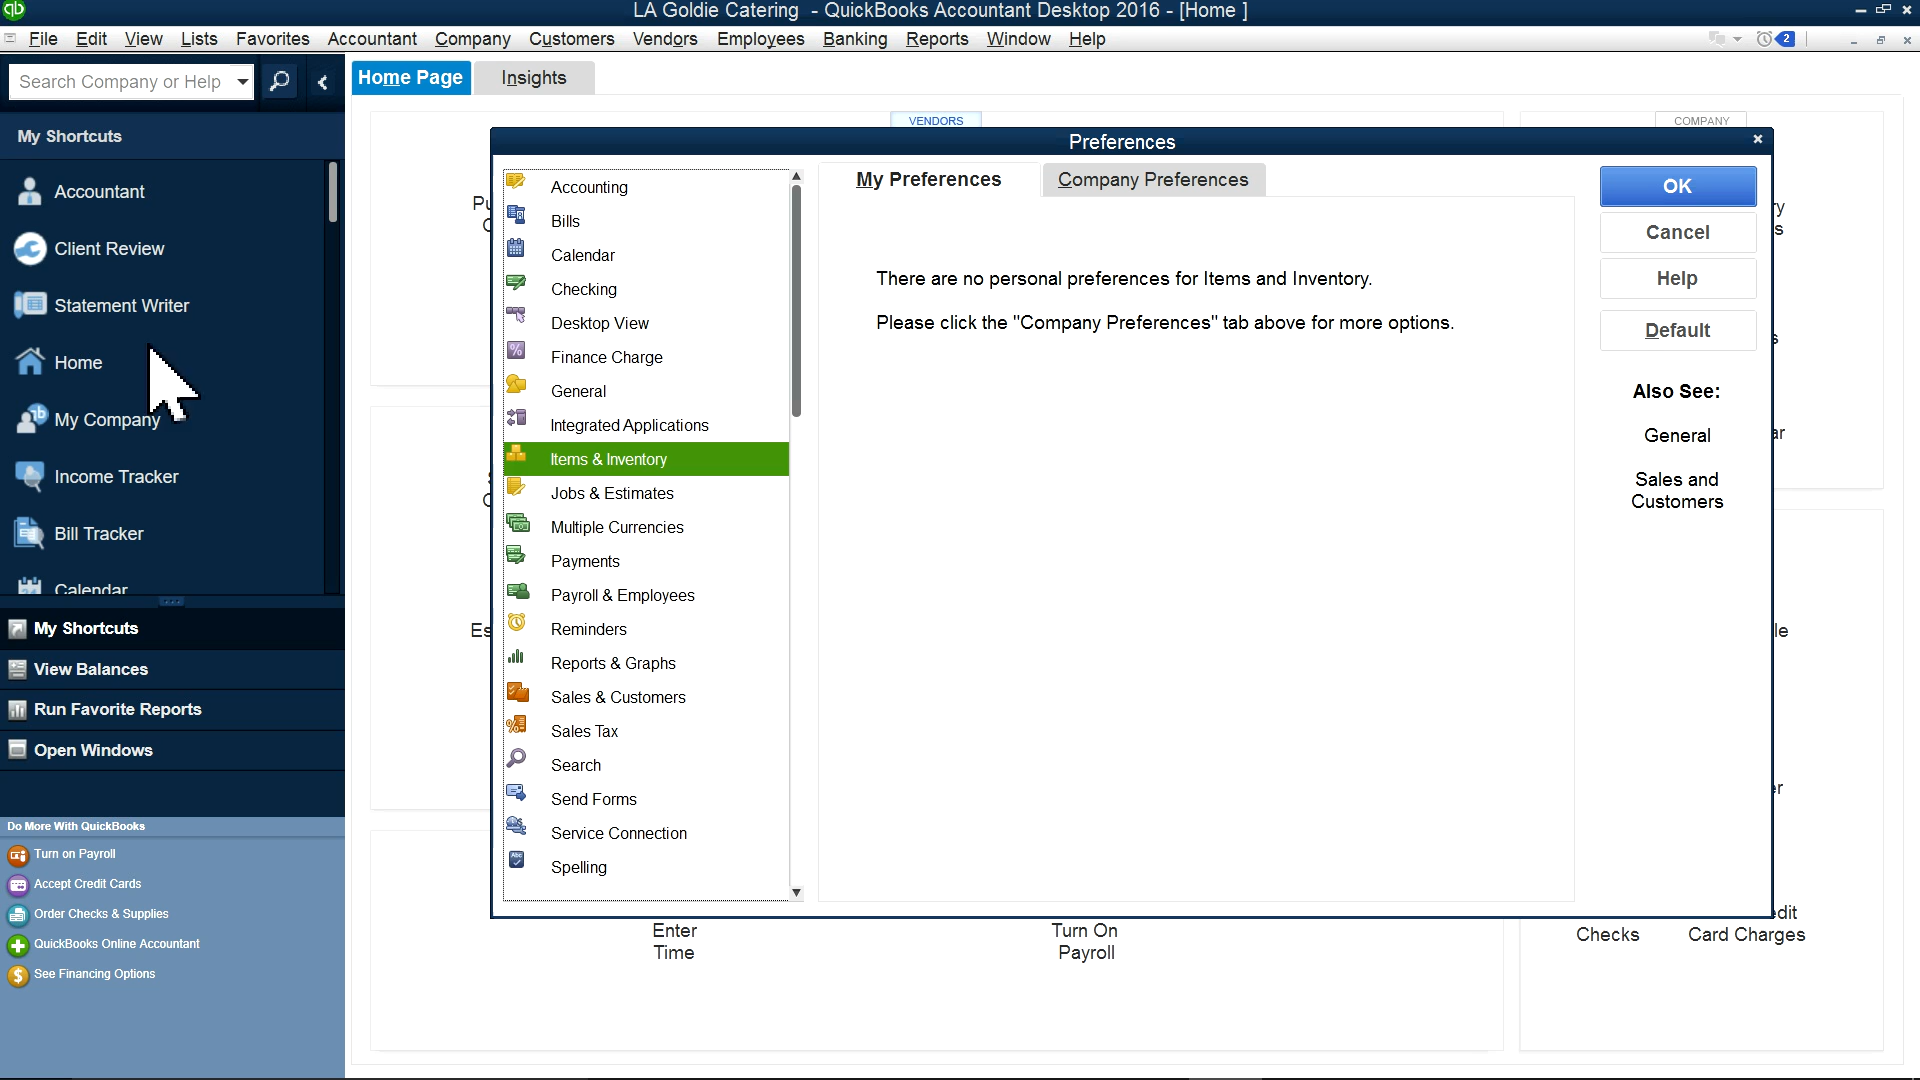 LA Goldie Catering - QuickBooks Accountant Desktop 2016 - [Home ]
File Edit View Lists Favorites Accountant Company Customers Vendors Employees Banking Reports Window Help
2
Search Company or Help
My Shortcuts
Accountant
Client Review
Statement Writer
Home
My Company
Income Tracker
Bill Tracker
Calendar
My Shortcuts
View Balances
Run Favorite Reports
Open Windows
Do More With QuickBooks
Turn on Payroll
Accept Credit Cards
Order Checks & Supplies
QuickBooks Online Accountant
See Financing Options
Home Page
Insights
VENDORS
COMPANY
Preferences
Accounting
Bills
Calendar
Checking
Desktop View
Finance Charge
General
Integrated Applications
Items & Inventory
Jobs & Estimates
Multiple Currencies
Payments
Payroll & Employees
Reminders
Reports & Graphs
Sales & Customers
Sales Tax
Search
Send Forms
Service Connection
Spelling
My Preferences
Company Preferences
There are no personal preferences for Items and Inventory.
Please click the "Company Preferences" tab above for more options.
OK
Cancel
Help
Default
Also See:
General
Sales and
Customers
Enter
Time
Turn On
Payroll
Checks
Card Charges